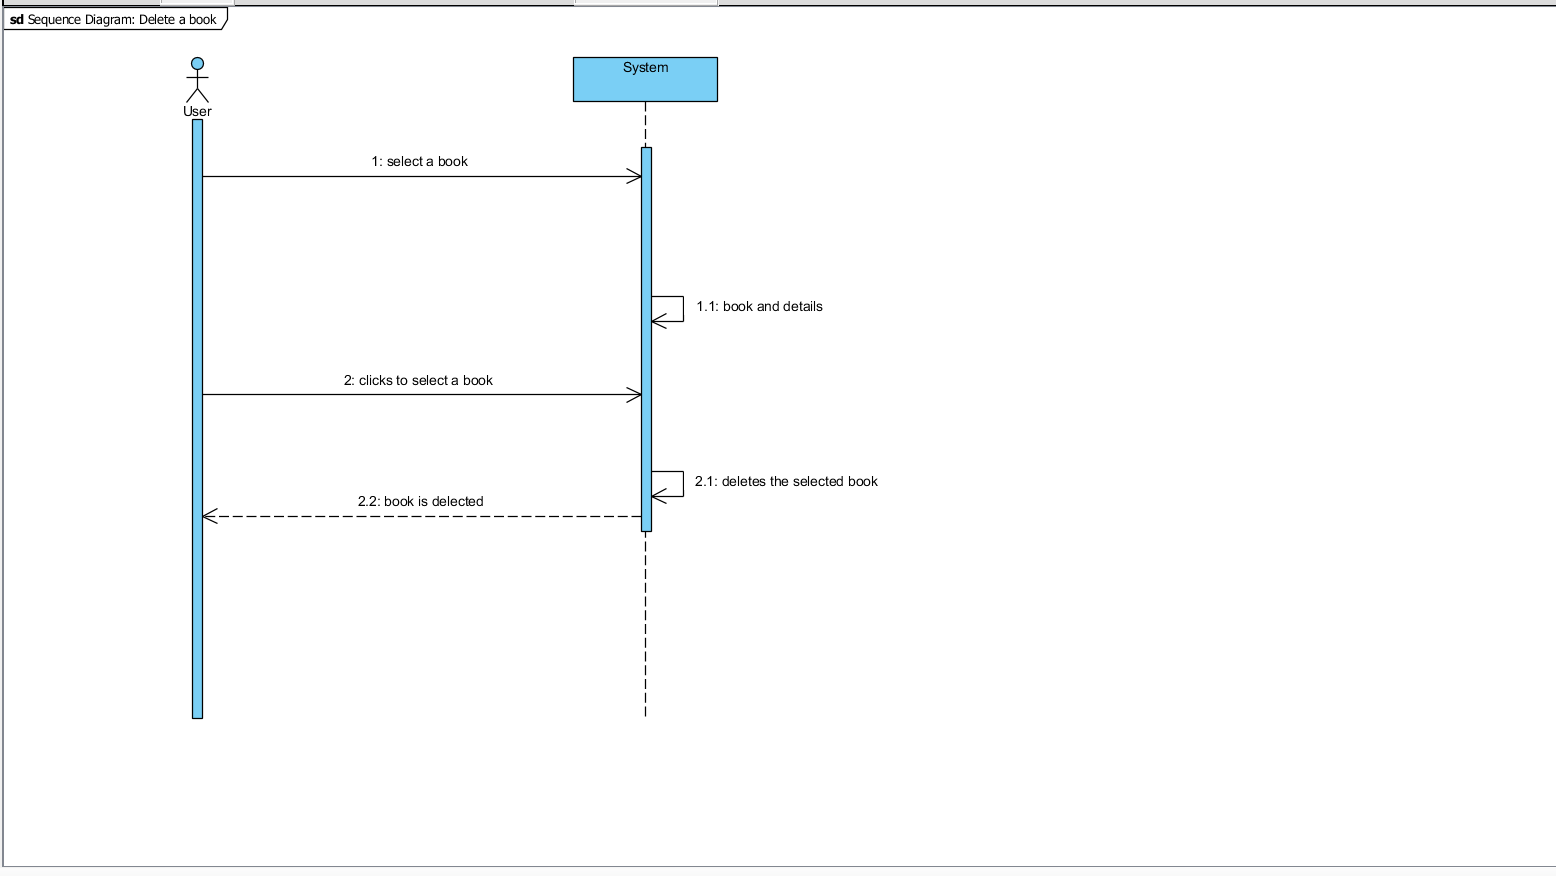 sd Sequence Diagram: Delete a book
User
System
1: select a book
1.1: book and details
2: clicks to select a book
2.1: deletes the selected book
2.2: book is delected